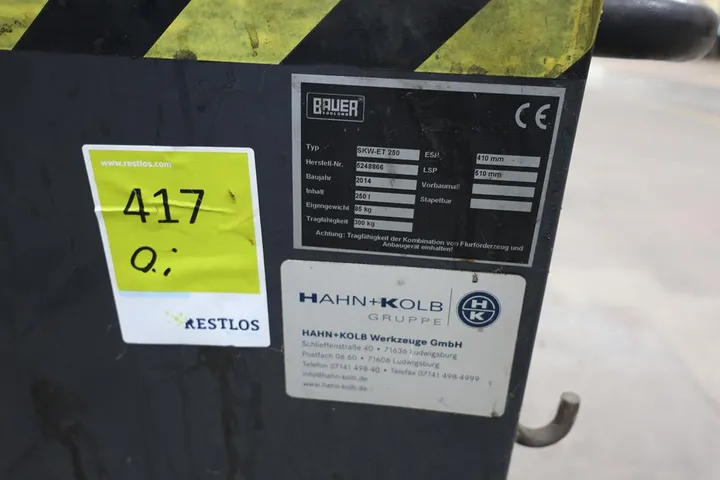 www.restlos.com
417
0.;
RESTLOS
BAUER
CE
Typ SKW-ET 250
Herstell-Nr. 5248866
Baujahr 2014
Inhalt 250 l
Eigengewicht 85 kg
Tragfähigkeit 300 kg
ESP 410 mm
LSP 510 mm
Vorbaumaß
Stapelbar
Achtung: Tragfähigkeit der Kombination von Flurförderzeug und
Anbaugerät einhalten!
HAHN+KOLB
GRUPPE
HK
HAHN+KOLB Werkzeuge GmbH
Schlieffenstraße 40 • 71636 Ludwigsburg
Postfach 06 60 • 71606 Ludwigsburg
Telefon 07141 498-40 • Telefax 07141 498-4999
info@hahn-kolb.de
www.hahn-kolb.de